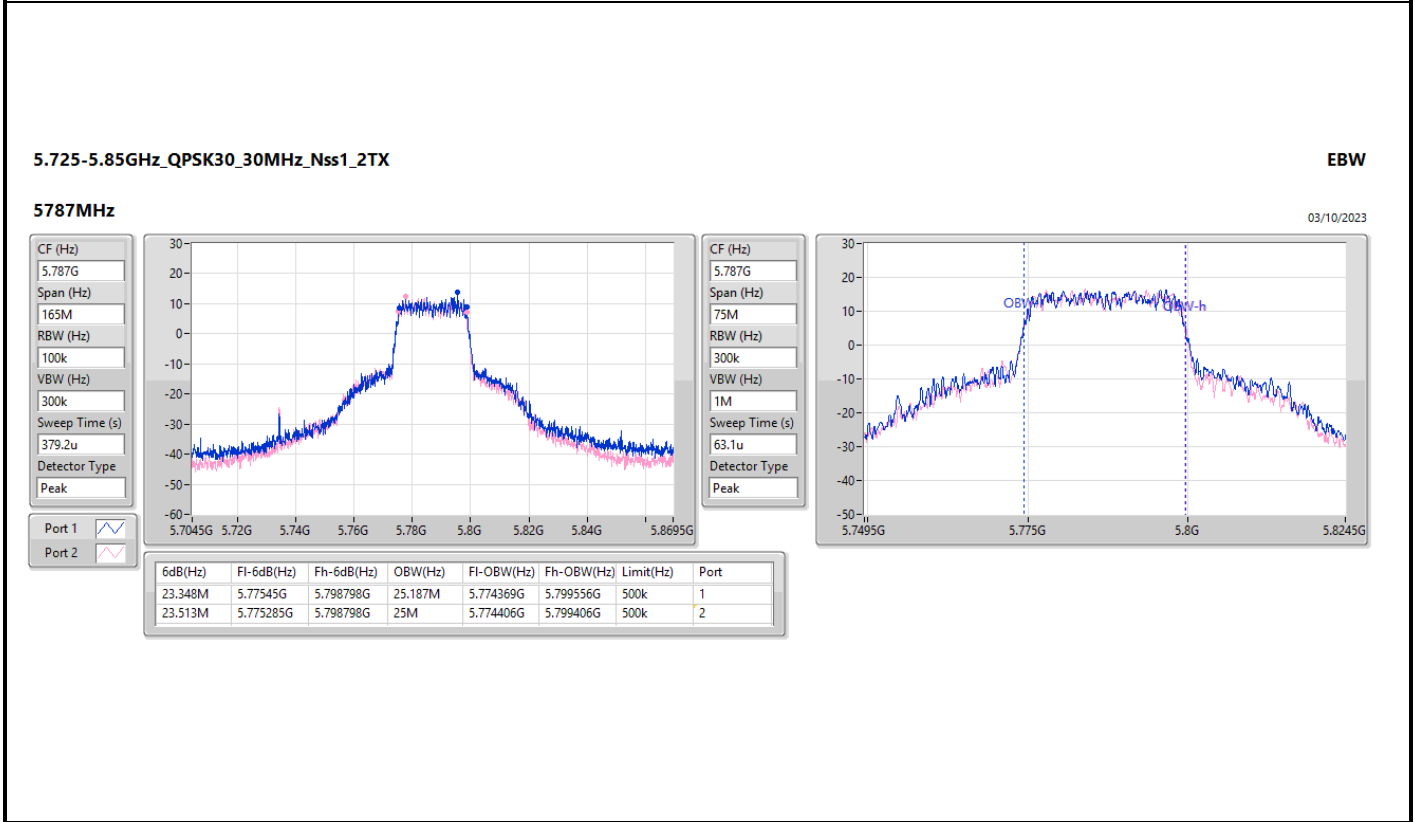 5.725-5.85GHz_QPSK30_30MHz_Nss1_2TX
EBW
5787MHz
03/10/2023
CF (Hz)
5.787G
Span (Hz)
165M
RBW (Hz)
100k
VBW (Hz)
300k
Sweep Time (s)
379.2u
Detector Type
Peak
Port 1
Port 2
30
20
10
0
-10
-20
-30
-40
-50
-60
5.7045G 5.72G 5.74G 5.76G 5.78G 5.8G 5.82G 5.84G 5.8695G
CF (Hz)
5.787G
Span (Hz)
75M
RBW (Hz)
300k
VBW (Hz)
1M
Sweep Time (s)
63.1u
Detector Type
Peak
30
20
10
0
-10
-20
-30
-40
-50
OBW-h
5.7495G 5.775G 5.8G 5.8245G
6dB(Hz) Fl-6dB(Hz) Fh-6dB(Hz) OBW(Hz) Fl-OBW(Hz) Fh-OBW(Hz) Limit(Hz) Port
23.348M 5.77545G 5.798798G 25.187M 5.774369G 5.799556G 500k 1
23.513M 5.775285G 5.798798G 25M 5.774406G 5.799406G 500k 2